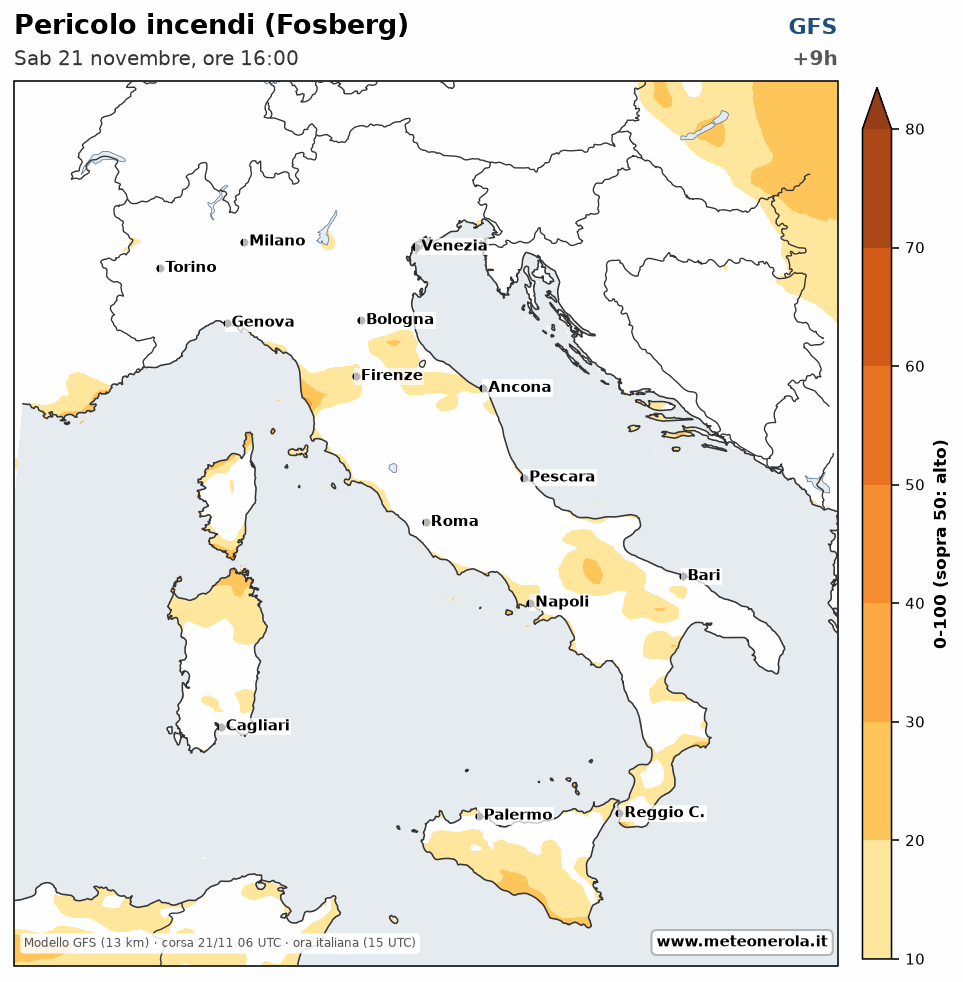 Pericolo incendi (Fosberg)
GFS
Sab 21 novembre, ore 16:00
+9h
Milano
Venezia
Torino
Genova
Bologna
Firenze
Ancona
Pescara
Roma
Bari
Napoli
Cagliari
Palermo
Reggio C.
80
70
60
50
40
30
20
10
0-100 (sopra 50: alto)
Modello GFS (13 km) · corsa 21/11 06 UTC · ora italiana (15 UTC)
www.meteonerola.it